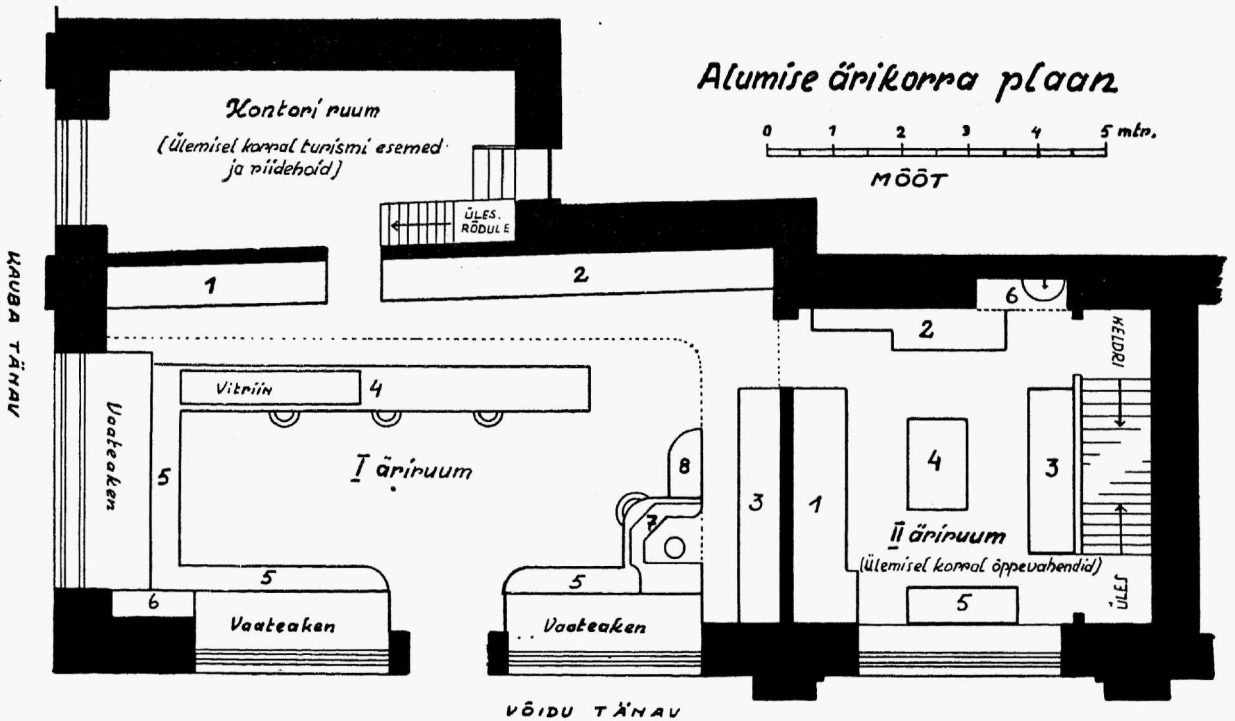 Alumise ärikorra plaan
0 1 2 3 4 5 mtr.
MÕÕT
Kontori ruum
(Ülemisel korral turismi esemed
ja riidehoid)
ÜLES
RÕDULE
1
2
KAUBA TÄNAV
Vaateaken
5
Vitriin
4
I äriruum
8
7
5
5
6
Vaateaken
Vaateaken
3
1
2
6
KELDRI
4
3
II äriruum
(Ülemisel korral õppevahendid)
5
ÜLES
VÕIDU TÄNAV